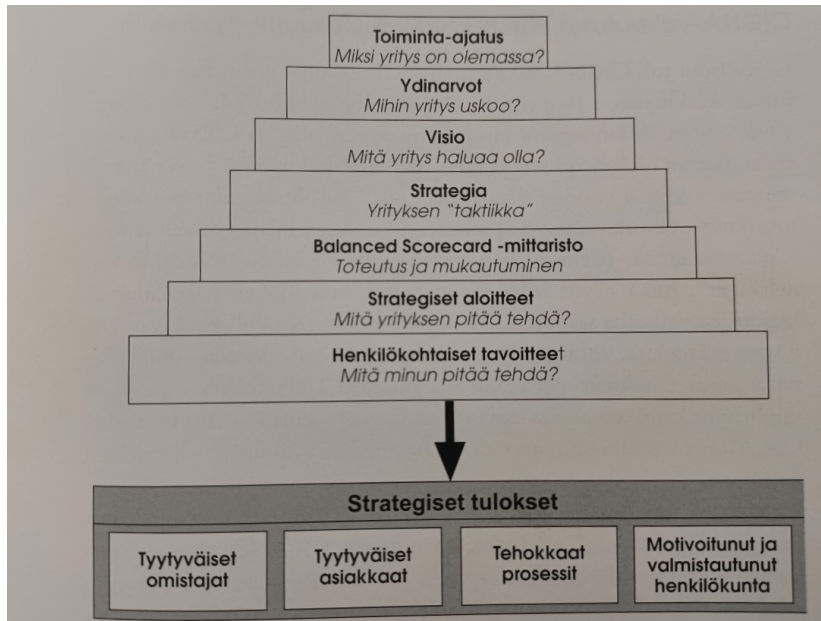 Toiminta-ajatus
Miksi yritys on olemassa?
Ydinarvot
Mihin yritys uskoo?
Visio
Mitä yritys haluaa olla?
Strategia
Yrityksen "taktiikka"
Balanced Scorecard -mittaristo
Toteutus ja mukautuminen
Strategiset aloitteet
Mitä yrityksen pitää tehdä?
Henkilökohtaiset tavoitteet
Mitä minun pitää tehdä?
Strategiset tulokset
Tyytyväiset
omistajat
Tyytyväiset
asiakkaat
Tehokkaat
prosessit
Motivoitunut ja
valmistautunut
henkilökunta